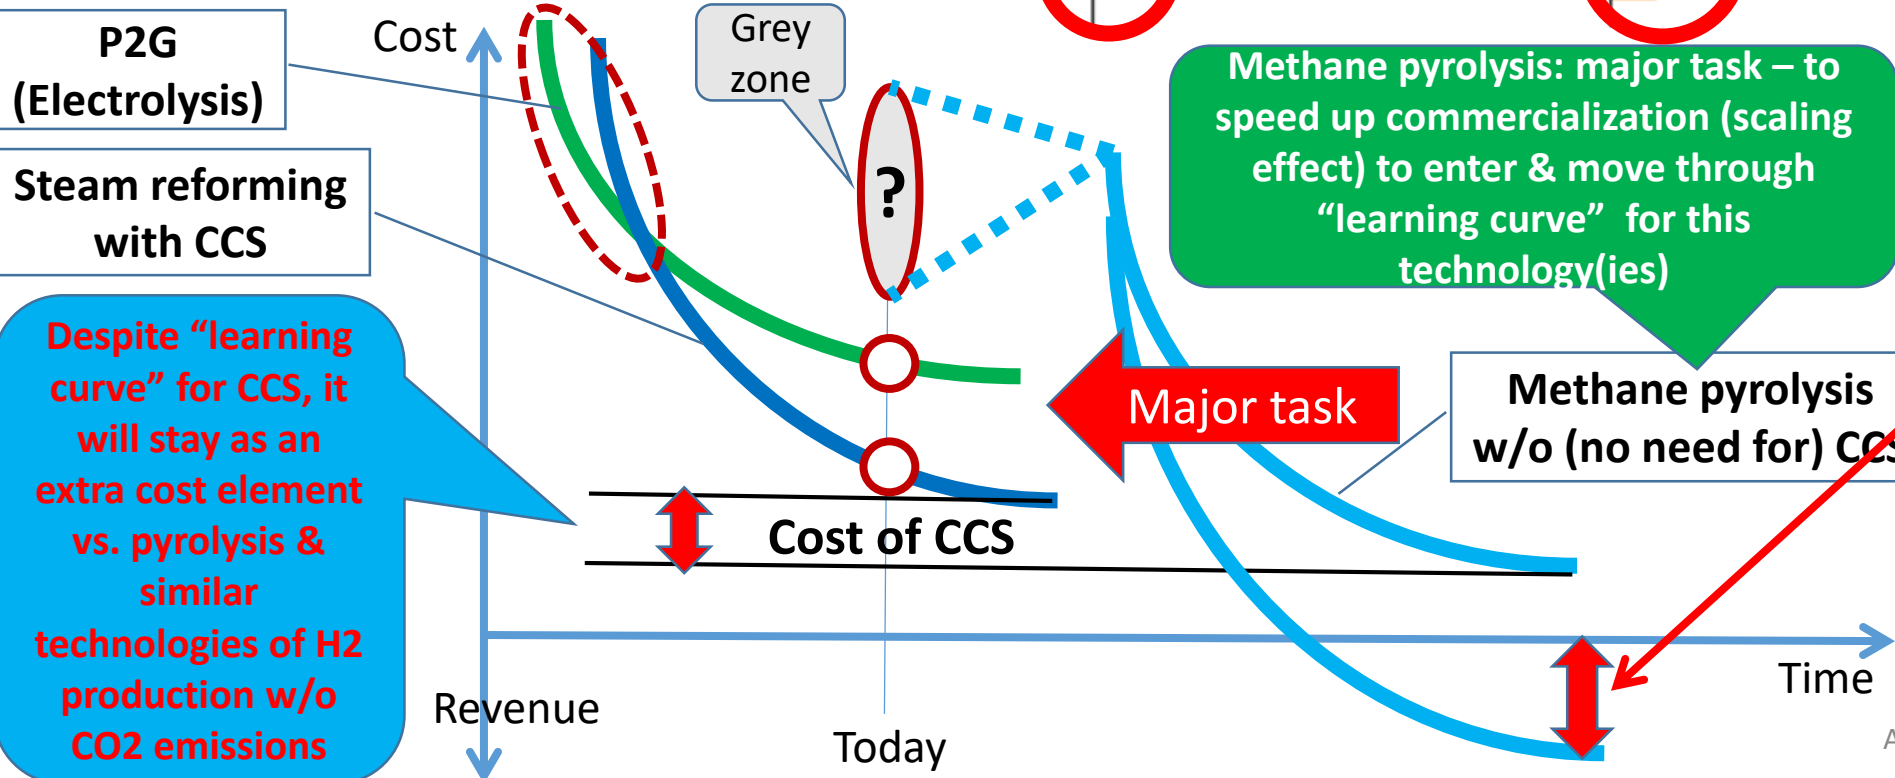 P2G
(Electrolysis)
Cost
Grey
zone
Steam reforming
with CCS
?
Methane pyrolysis: major task – to
speed up commercialization (scaling
effect) to enter & move through
“learning curve” for this
technology(ies)
Despite “learning
curve” for CCS, it
will stay as an
extra cost element
vs. pyrolysis &
similar
technologies of H2
production w/o
CO2 emissions
Major task
Methane pyrolysis
w/o (no need for) CCS
Cost of CCS
Revenue
Time
Today
A